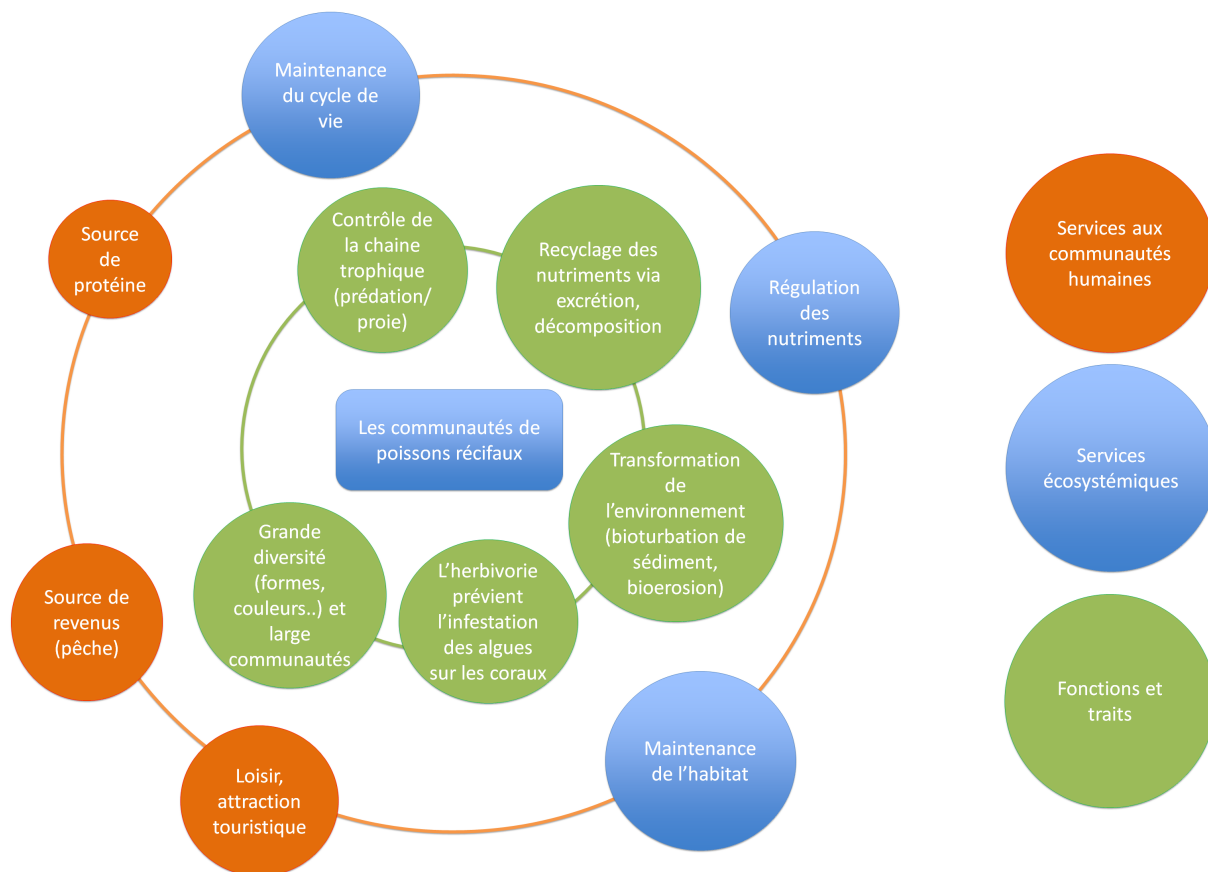 Maintenance
du cycle de
vie
Source
de
protéine
Contrôle de
la chaine
trophique
(prédation/
proie)
Recyclage des
nutriments via
excrétion,
décomposition
Régulation
des
nutriments
Les communautés de
poissons récifaux
Transformation
de
l'environnement
(bioturbation de
sédiment,
bioerosion)
Grande
diversité
(formes,
couleurs..) et
large
communautés
L'herbivorie
prévient
l'infestation
des algues
sur les coraux
Source de
revenus
(pêche)
Loisir,
attraction
touristique
Maintenance
de l'habitat
Services aux
communautés
humaines
Services
écosystémiques
Fonctions et
traits